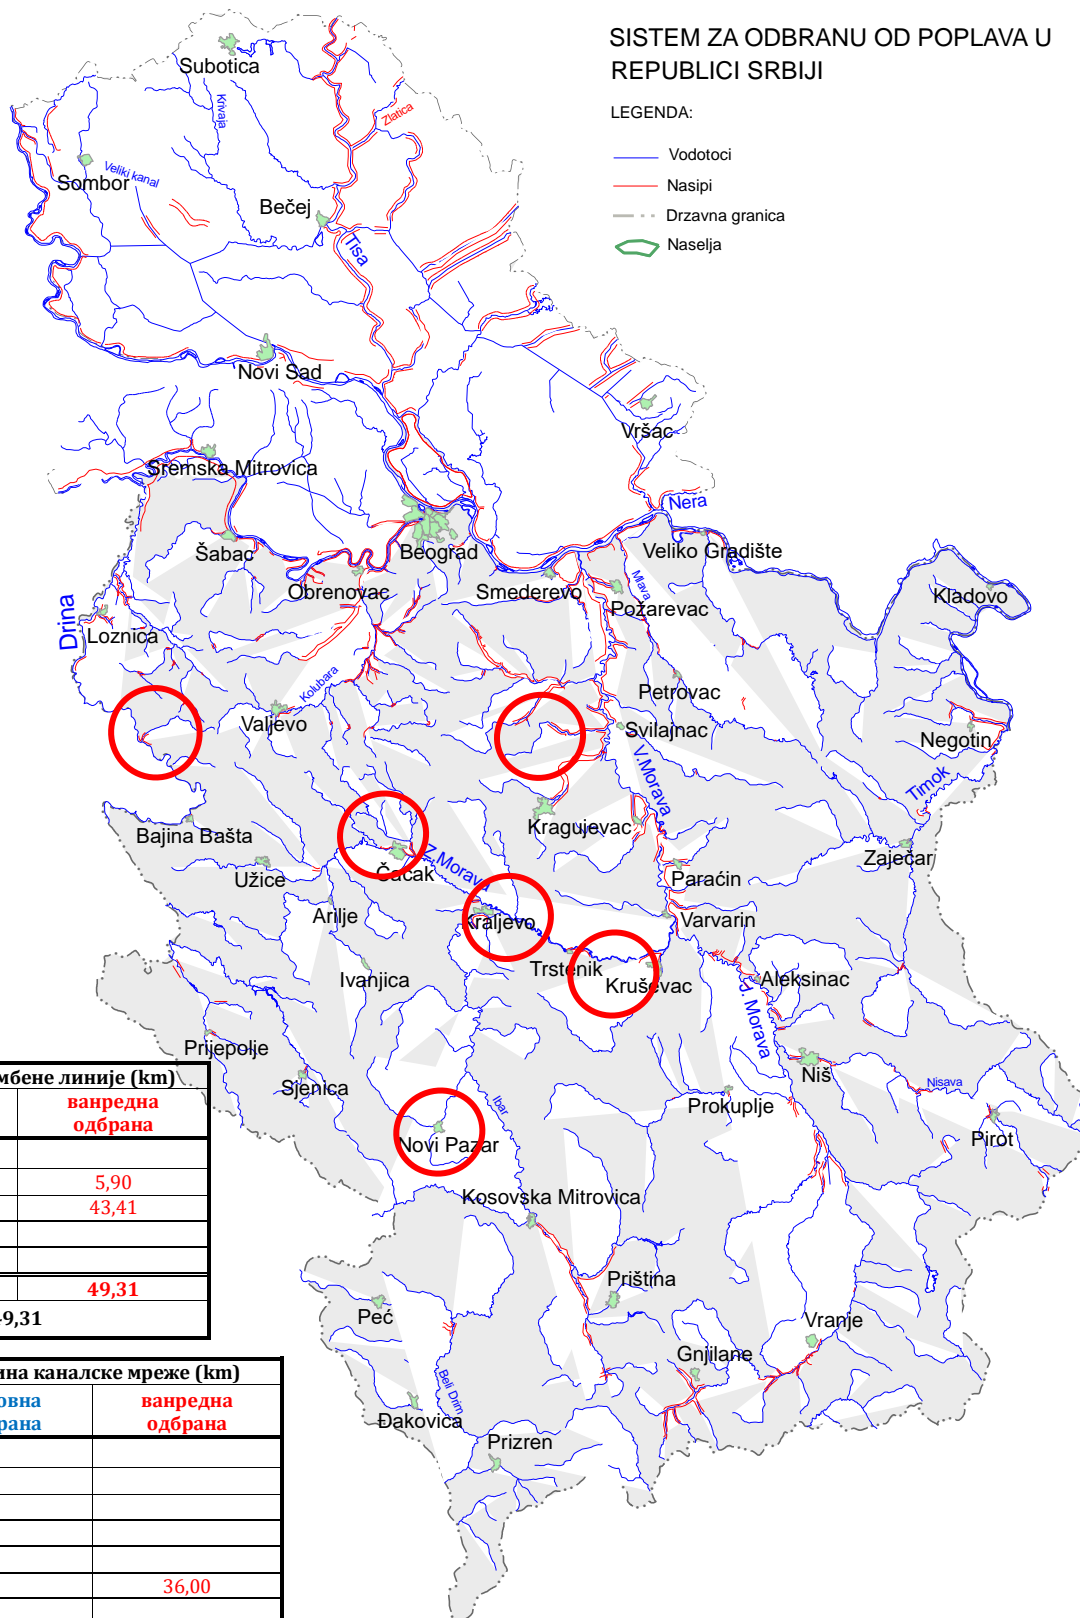 SISTEM ZA ODBRANU OD POPLAVA U
REPUBLICI SRBIJI
LEGENDA:
Vodotoci
Nasipi
Drzavna granica
Naselja
Subotica
Krivaja
Zlatica
Sombor
Veliki kanal
Bečej
Tisa
Novi Sad
Vršac
Sremska Mitrovica
Nera
Šabac
Beograd
Veliko Gradište
Obrenovac
Smederevo
Mlava
Požarevac
Kladovo
Drina
Loznica
Kolubara
Petrovac
Valjevo
Svilajnac
Negotin
V.Morava
Timok
Bajina Bašta
Kragujevac
Zaječar
Užice
Čačak
Z.Morava
Paraćin
Arilje
Kraljevo
Varvarin
Trstenik
Ivanjica
Kruševac
Aleksinac
J. Morava
Prijepolje
Sjenica
Niš
Nisava
Ibar
Prokuplje
Pirot
Novi Pazar
Kosovska Mitrovica
Priština
Peć
Vranje
Gnjilane
Beli Drim
Đakovica
Prizren
мбене линије (km)
ванредна
одбрана
5,90
43,41
49,31
9,31
ина каналске мреже (km)
овна ванредна
рана одбрана
36,00